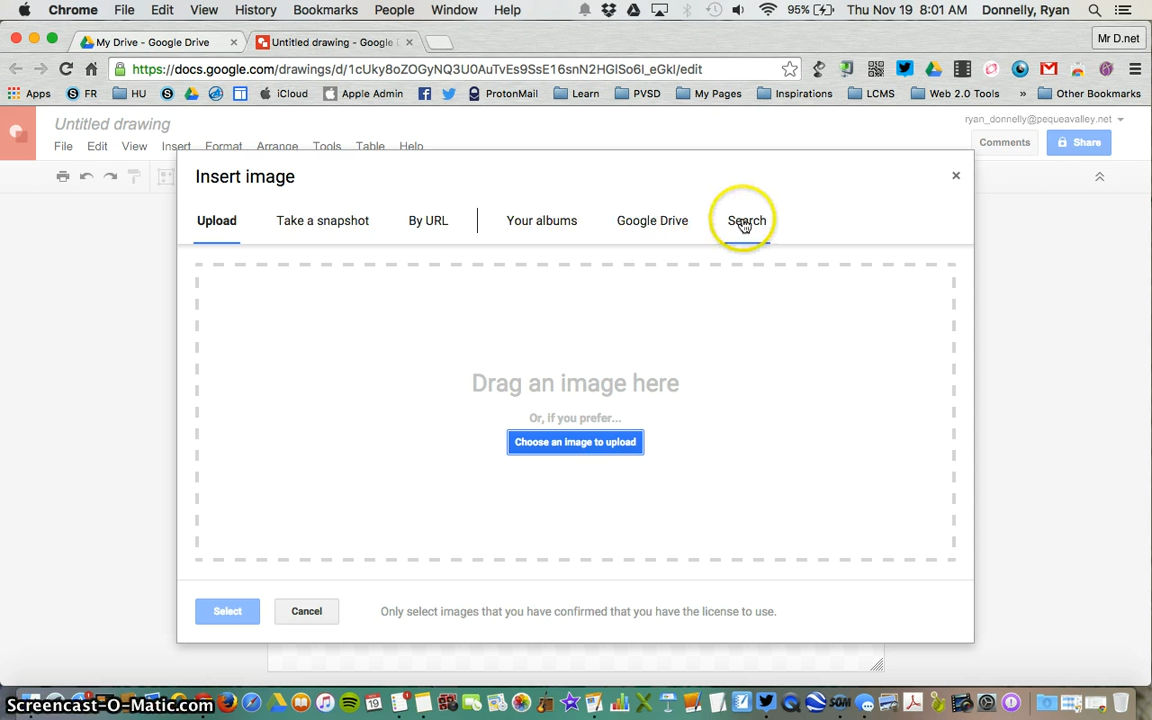 Chrome File Edit View History Bookmarks People Window Help 95% Thu Nov 19 8:01 AM Donnelly, Ryan
My Drive - Google Drive × Untitled drawing - Google × Mr D.net
https://docs.google.com/drawings/d/1cUky8oZOGyNQ3U0AuTvEs9SsE16snN2HGlSo6I_eGkI/edit
Apps FR HU iCloud Apple Admin ProtonMail Learn PVSD My Pages Inspirations LCMS Web 2.0 Tools » Other Bookmarks
Untitled drawing
ryan_donnelly@pequeavalley.net
File Edit View Insert Format Arrange Tools Table Help
Comments Share
Insert image ×
Upload Take a snapshot By URL Your albums Google Drive Search
Drag an image here
Or, if you prefer...
Choose an image to upload
Select Cancel Only select images that you have confirmed that you have the license to use.
Screencast-O-Matic.com